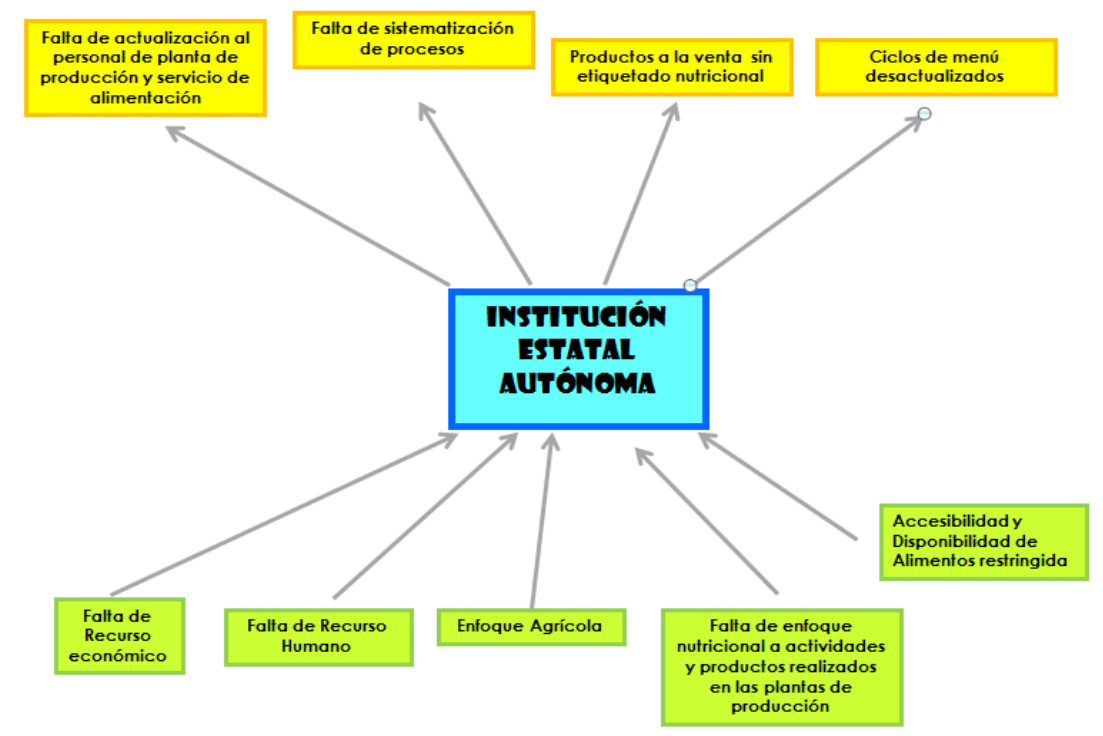 Falta de actualización al
personal de planta de
producción y servicio de
alimentación
Falta de sistematización
de procesos
Productos a la venta sin
etiquetado nutricional
Ciclos de menú
desactualizados
INSTITUCIÓN
ESTATAL
AUTÓNOMA
Accesibilidad y
Disponibilidad de
Alimentos restringida
Falta de
Recurso
económico
Falta de Recurso
Humano
Enfoque Agrícola
Falta de enfoque
nutricional a actividades
y productos realizados
en las plantas de
producción